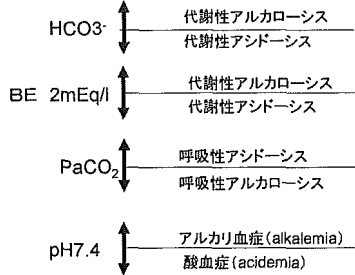 代謝性アルカローシス
HCO3-
代謝性アシドーシス
代謝性アルカローシス
BE 2mEq/l
代謝性アシドーシス
呼吸性アシドーシス
PaCO2
呼吸性アルカローシス
アルカリ血症(alkalemia)
pH7.4
酸血症(acidemia)